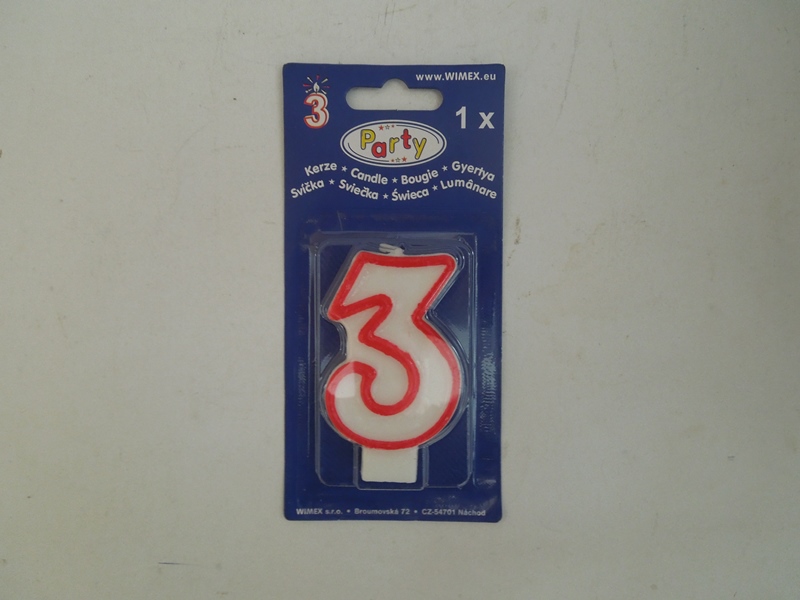 www.WIMEX.eu
3
1 x
Party
Kerze ★ Candle ★ Bougie ★ Gyertya
Svíčka ★ Sviečka ★ Świeca ★ Lumânare
3
WIMEX s.r.o. • Broumovská 72 • CZ-54701 Náchod